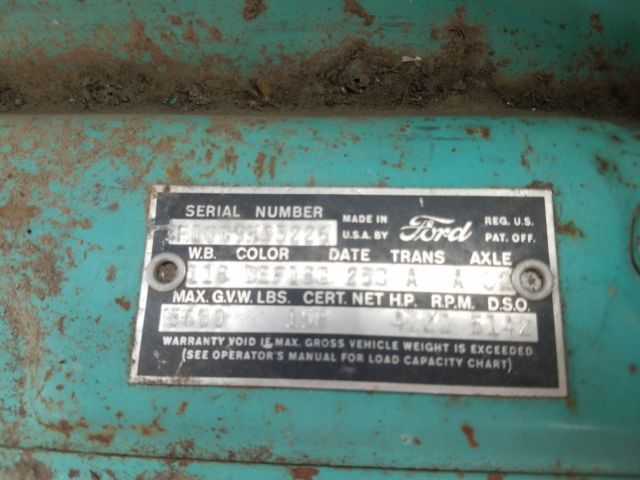 SERIAL NUMBER
MADE IN U.S.A. BY Ford REG. U.S. PAT. OFF.
W.B. COLOR DATE TRANS AXLE
118 A A
MAX. G.V.W. LBS. CERT. NET H.P. R.P.M. D.S.O.
WARRANTY VOID IF MAX. GROSS VEHICLE WEIGHT IS EXCEEDED
(SEE OPERATOR'S MANUAL FOR LOAD CAPACITY CHART)